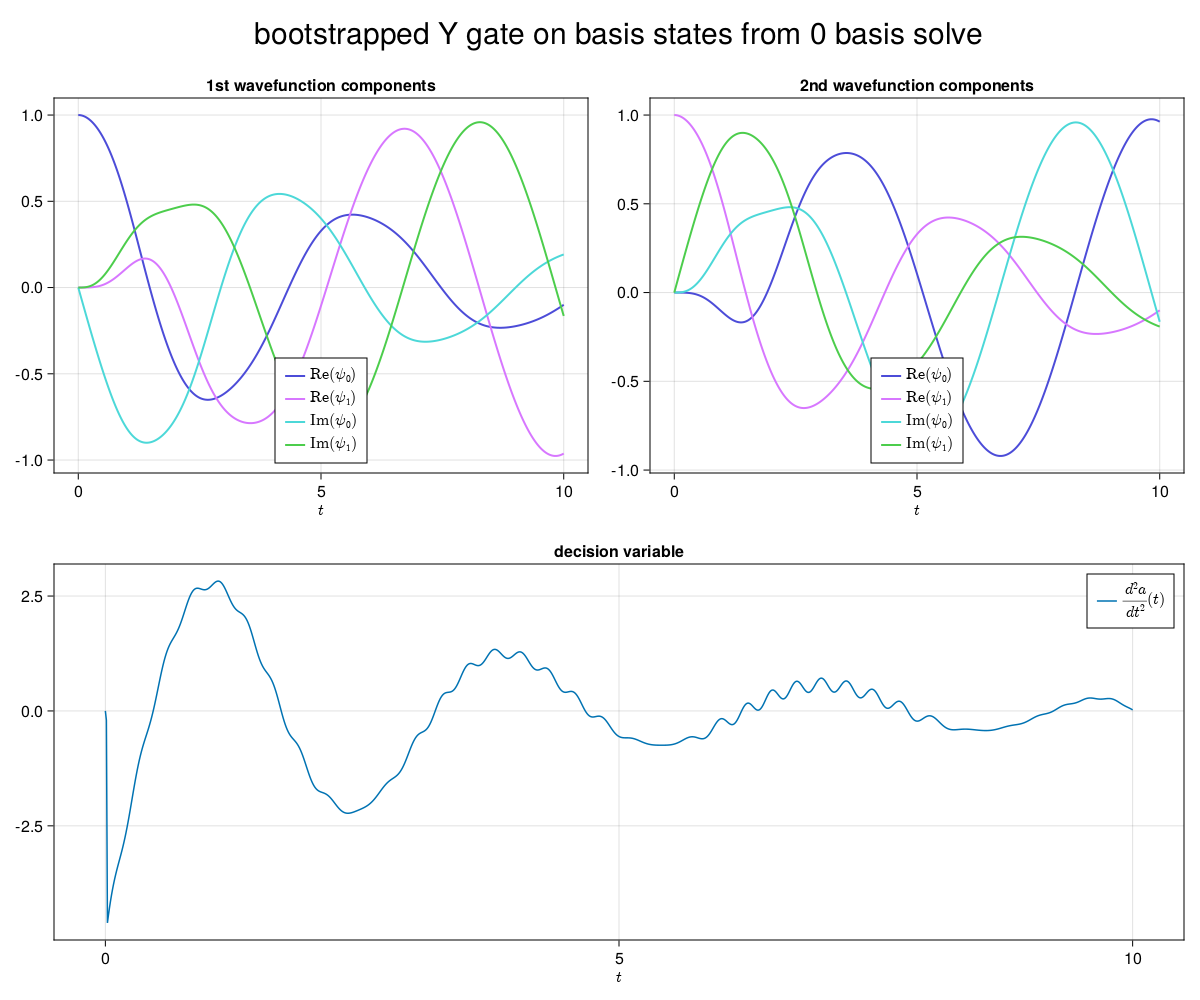 bootstrapped Y gate on basis states from 0 basis solve
1st wavefunction components
1.0
0.5
0.0
-0.5
-1.0
Re(ψ₀)
Re(ψ₁)
Im(ψ₀)
Im(ψ₁)
0 5 10
t
2nd wavefunction components
1.0
0.5
0.0
-0.5
-1.0
Re(ψ₀)
Re(ψ₁)
Im(ψ₀)
Im(ψ₁)
0 5 10
t
decision variable
2.5
0.0
-2.5
d²a
dt²
(t)
0 5 10
t